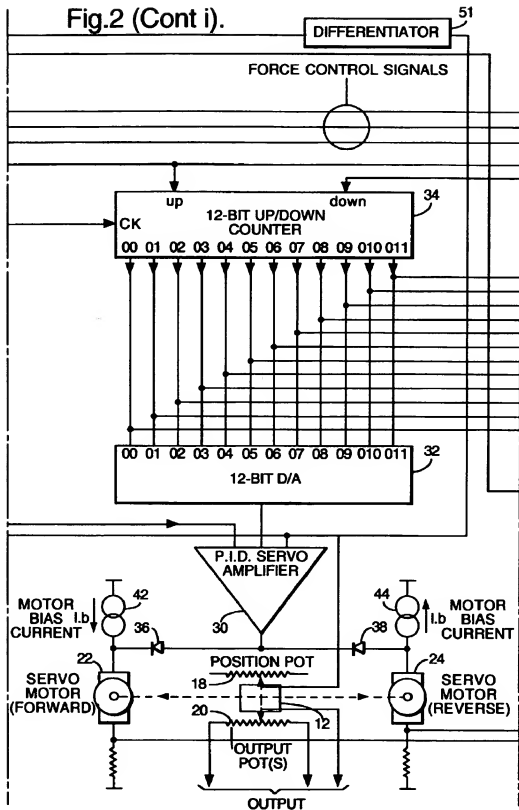 Fig.2 (Cont i).
51
DIFFERENTIATOR
FORCE CONTROL SIGNALS
up
down
34
CK
12-BIT UP/DOWN
COUNTER
00 01 02 03 04 05 06 07 08 09 010 011
00 01 02 03 04 05 06 07 08 09 010 011
32
12-BIT D/A
P.I.D. SERVO
AMPLIFIER
42
MOTOR
BIAS
CURRENT
I.b
36
30
38
44
I.b
MOTOR
BIAS
CURRENT
22
SERVO
MOTOR
(FORWARD)
POSITION POT
18
20
12
24
SERVO
MOTOR
(REVERSE)
OUTPUT
POT(S)
OUTPUT